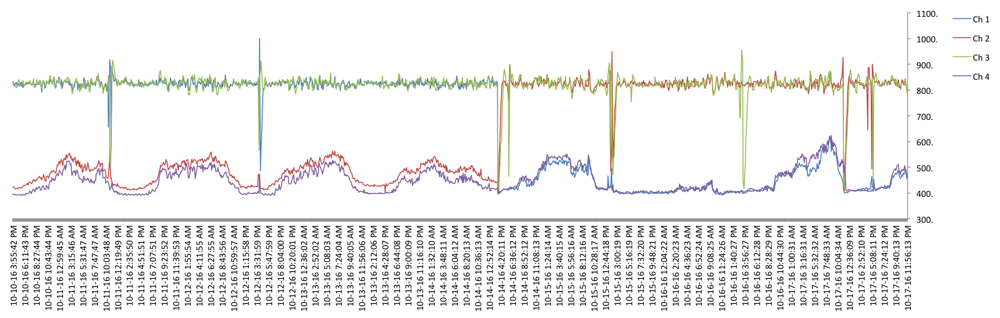 1100.
1000.
900.
800.
700.
600.
500.
400.
300.
Ch 1
Ch 2
Ch 3
Ch 4
10-10-16 3:55:42 PM
10-10-16 6:11:43 PM
10-10-16 8:27:44 PM
10-10-16 10:43:44 PM
10-11-16 12:59:45 AM
10-11-16 3:15:46 AM
10-11-16 5:31:47 AM
10-11-16 7:47:47 AM
10-11-16 10:03:48 AM
10-11-16 12:19:49 PM
10-11-16 2:35:50 PM
10-11-16 4:51:51 PM
10-11-16 7:07:51 PM
10-11-16 9:23:52 PM
10-11-16 11:39:53 PM
10-12-16 1:55:54 AM
10-12-16 4:11:55 AM
10-12-16 6:27:55 AM
10-12-16 8:43:56 AM
10-12-16 10:59:57 AM
10-12-16 1:15:58 PM
10-12-16 3:31:59 PM
10-12-16 5:47:59 PM
10-12-16 8:04:00 PM
10-12-16 10:20:01 PM
10-13-16 12:36:02 AM
10-13-16 2:52:02 AM
10-13-16 5:08:03 AM
10-13-16 7:24:04 AM
10-13-16 9:40:05 AM
10-13-16 11:56:06 AM
10-13-16 2:12:06 PM
10-13-16 4:28:07 PM
10-13-16 6:44:08 PM
10-13-16 9:00:09 PM
10-13-16 11:16:10 PM
10-14-16 1:32:10 AM
10-14-16 3:48:11 AM
10-14-16 6:04:12 AM
10-14-16 8:20:13 AM
10-14-16 10:36:13 AM
10-14-16 12:52:14 PM
10-14-16 4:20:11 PM
10-14-16 6:36:12 PM
10-14-16 8:52:12 PM
10-14-16 11:08:13 PM
10-15-16 1:24:14 AM
10-15-16 3:40:15 AM
10-15-16 5:56:16 AM
10-15-16 8:12:16 AM
10-15-16 10:28:17 AM
10-15-16 12:44:18 PM
10-15-16 3:00:19 PM
10-15-16 5:16:19 PM
10-15-16 7:32:20 PM
10-15-16 9:48:21 PM
10-16-16 12:04:22 AM
10-16-16 2:20:23 AM
10-16-16 4:36:23 AM
10-16-16 6:52:24 AM
10-16-16 9:08:25 AM
10-16-16 11:24:26 AM
10-16-16 1:40:27 PM
10-16-16 3:56:27 PM
10-16-16 6:12:28 PM
10-16-16 8:28:29 PM
10-16-16 10:44:30 PM
10-17-16 1:00:31 AM
10-17-16 3:16:31 AM
10-17-16 5:32:32 AM
10-17-16 7:48:33 AM
10-17-16 10:04:34 AM
10-17-16 12:36:09 PM
10-17-16 2:52:10 PM
10-17-16 5:08:11 PM
10-17-16 7:24:12 PM
10-17-16 9:40:13 PM
10-17-16 11:56:13 PM